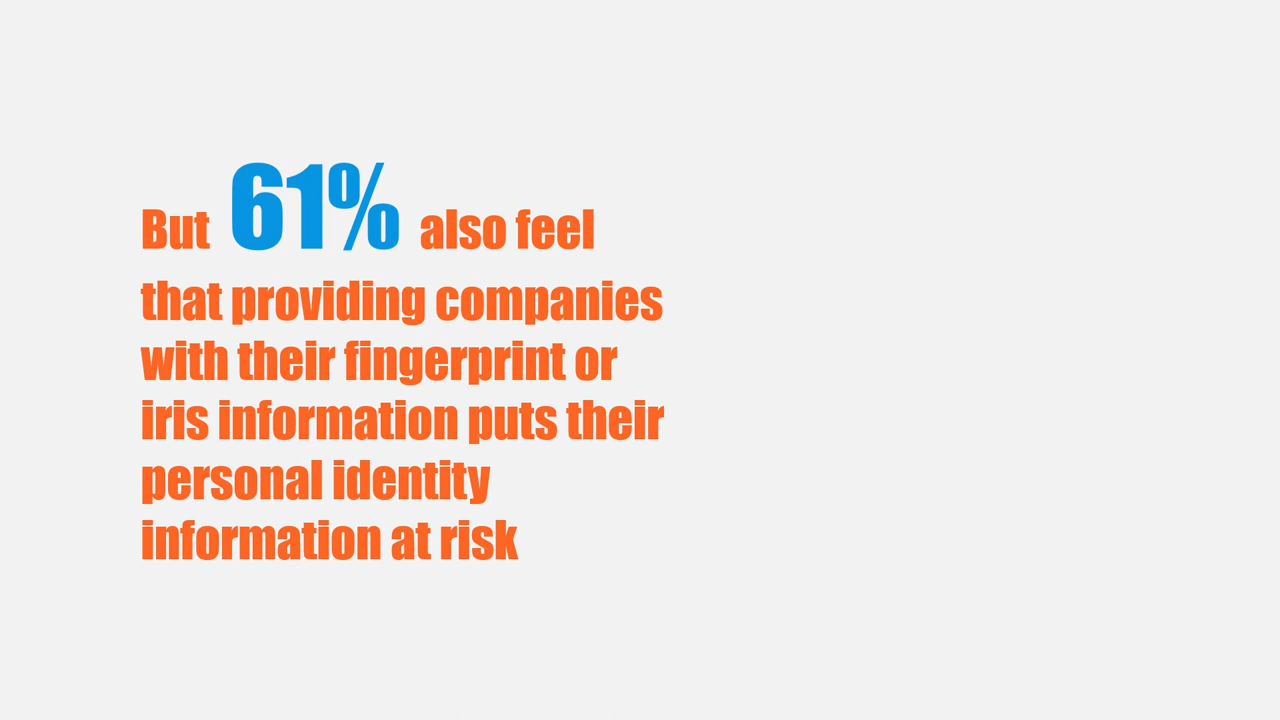 But 61% also feel
that providing companies
with their fingerprint or
iris information puts their
personal identity
information at risk